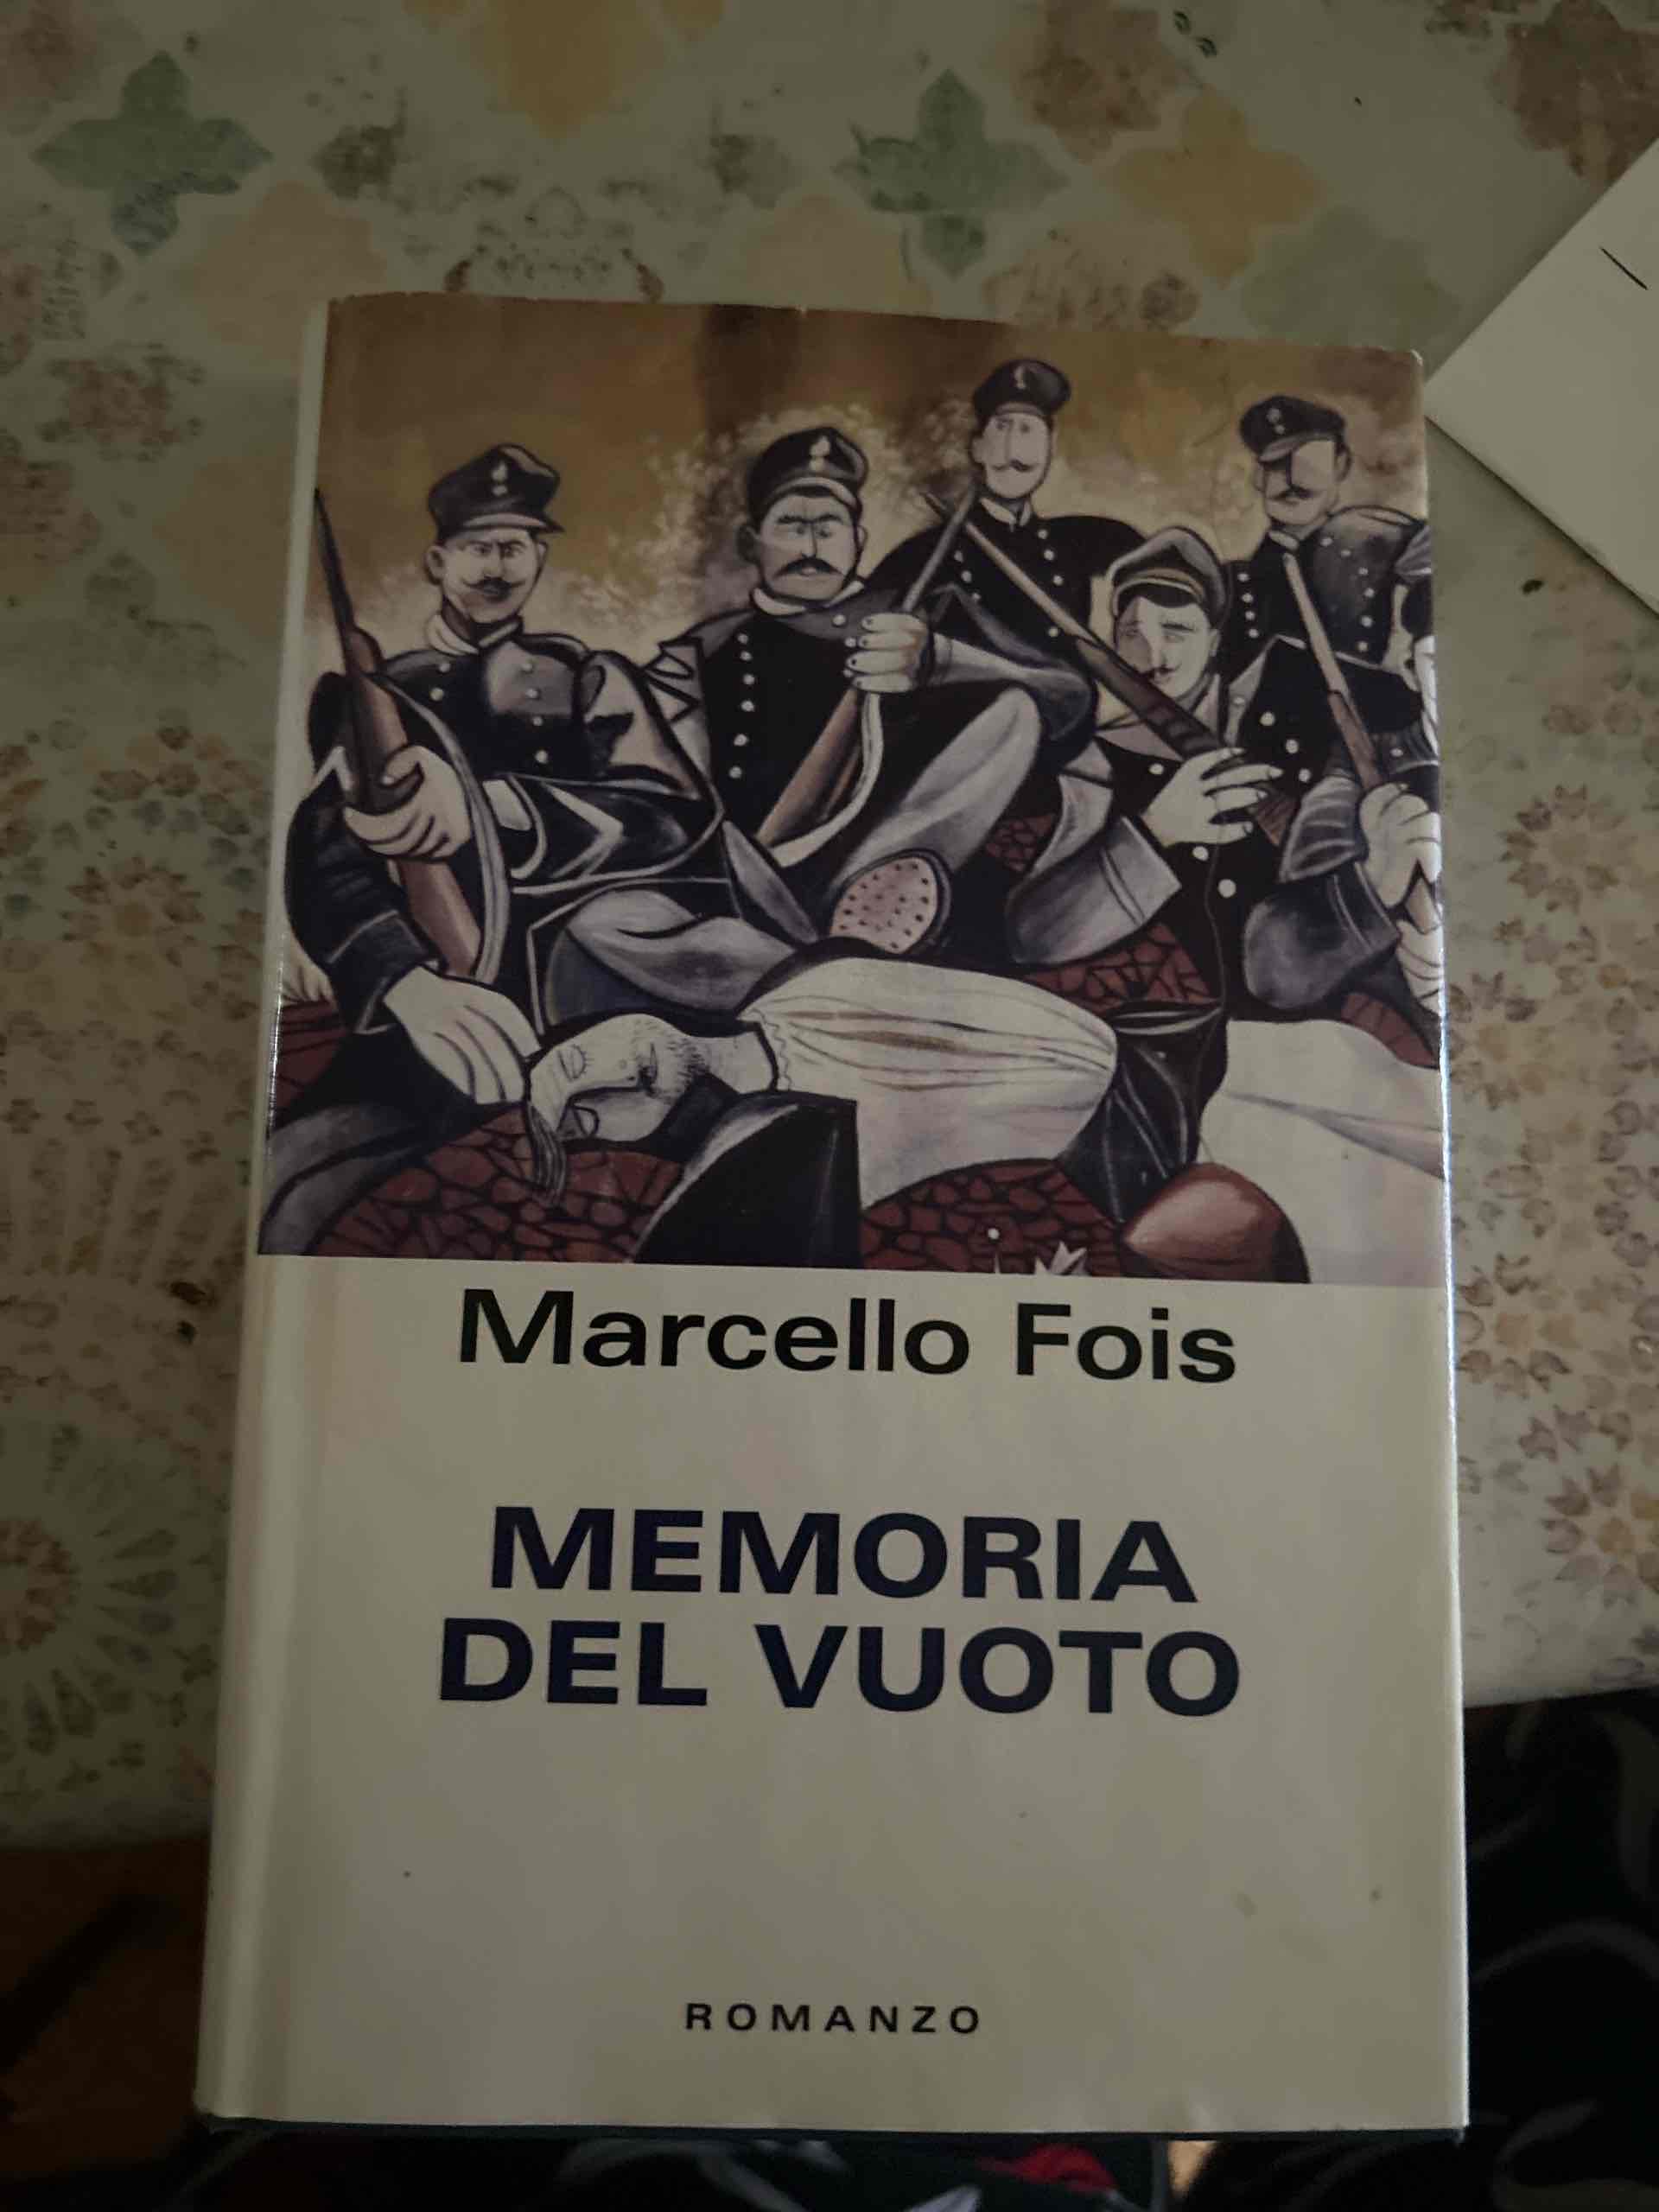 Marcello Fois
MEMORIA
DEL VUOTO
ROMANZO